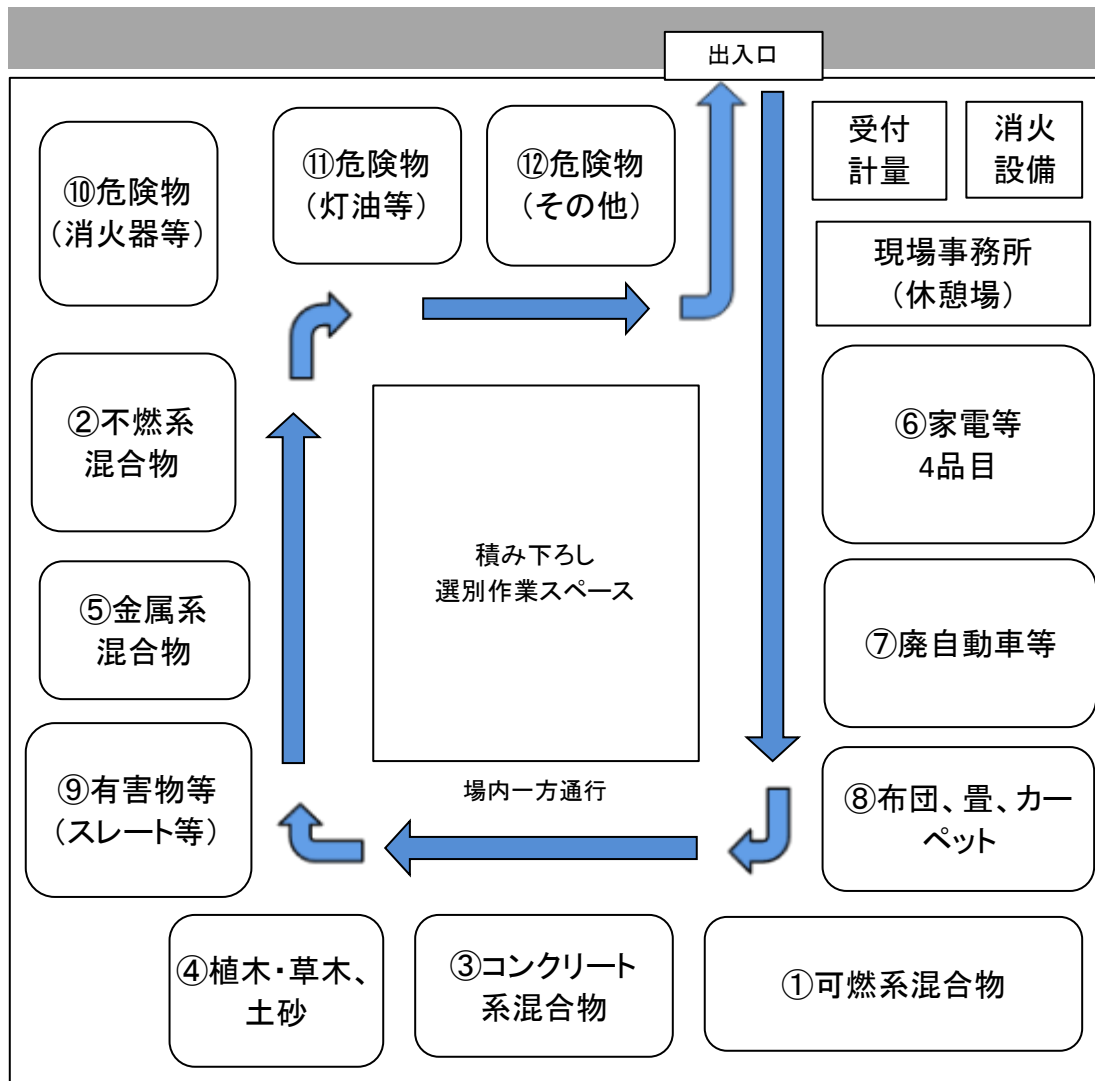 出入口
受付
計量
消火
設備
⑩危険物
（消火器等）
⑪危険物
（灯油等）
⑫危険物
（その他）
現場事務所
（休憩場）
②不燃系
混合物
⑥家電等
4品目
積み下ろし
選別作業スペース
⑤金属系
混合物
⑦廃自動車等
⑨有害物等
（スレート等）
場内一方通行
⑧布団、畳、カー
ペット
④植木・草木、
土砂
③コンクリート
系混合物
①可燃系混合物